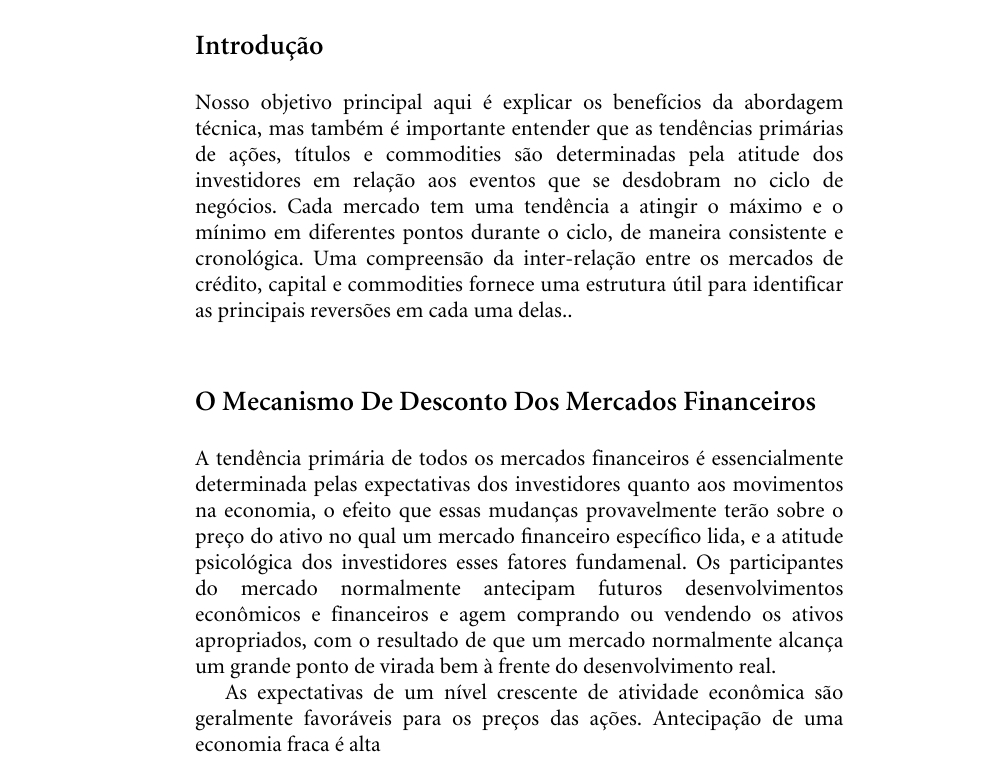 Introdução
Nosso objetivo principal aqui é explicar os benefícios da abordagem
técnica, mas também é importante entender que as tendências primárias
de ações, títulos e commodities são determinadas pela atitude dos
investidores em relação aos eventos que se desdobram no ciclo de
negócios. Cada mercado tem uma tendência a atingir o máximo e o
mínimo em diferentes pontos durante o ciclo, de maneira consistente e
cronológica. Uma compreensão da inter-relação entre os mercados de
crédito, capital e commodities fornece uma estrutura útil para identificar
as principais reversões em cada uma delas..
O Mecanismo De Desconto Dos Mercados Financeiros
A tendência primária de todos os mercados financeiros é essencialmente
determinada pelas expectativas dos investidores quanto aos movimentos
na economia, o efeito que essas mudanças provavelmente terão sobre o
preço do ativo no qual um mercado financeiro específico lida, e a atitude
psicológica dos investidores esses fatores fundamenal. Os participantes
do mercado normalmente antecipam futuros desenvolvimentos
econômicos e financeiros e agem comprando ou vendendo os ativos
apropriados, com o resultado de que um mercado normalmente alcança
um grande ponto de virada bem à frente do desenvolvimento real.
As expectativas de um nível crescente de atividade econômica são
geralmente favoráveis para os preços das ações. Antecipação de uma
economia fraca é alta